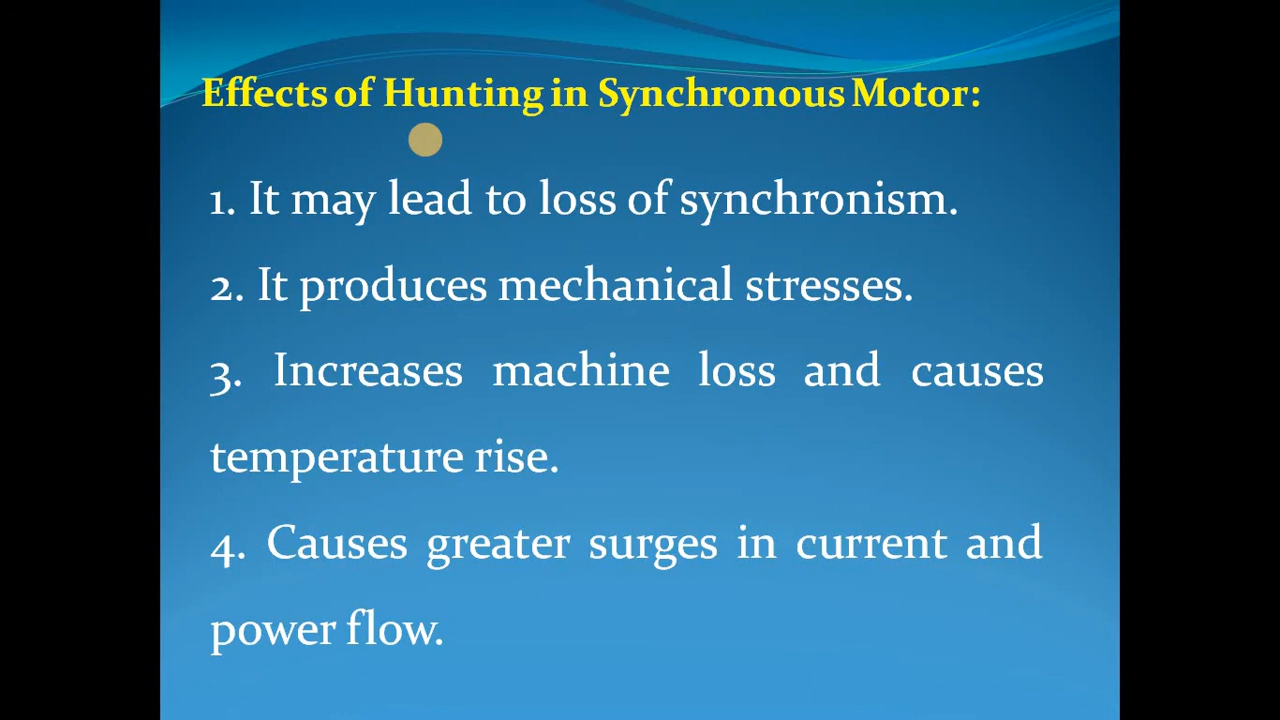 Effects of Hunting in Synchronous Motor:
1. It may lead to loss of synchronism.
2. It produces mechanical stresses.
3. Increases machine loss and causes
temperature rise.
4. Causes greater surges in current and
power flow.